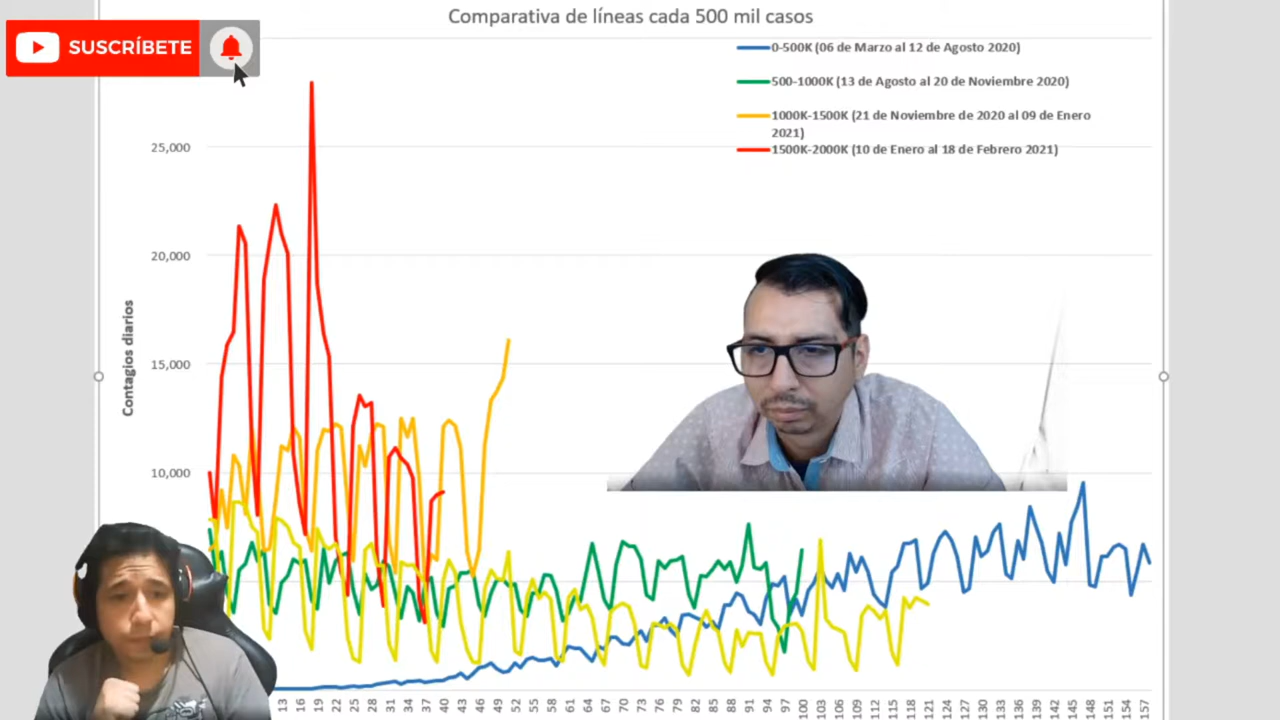 Comparativa de líneas cada 500 mil casos
SUSCRÍBETE
0-500K (06 de Marzo al 12 de Agosto 2020)
500-1000K (13 de Agosto al 20 de Noviembre 2020)
1000K-1500K (21 de Noviembre de 2020 al 09 de Enero
2021)
1500K-2000K (10 de Enero al 18 de Febrero 2021)
25,000
20,000
15,000
10,000
Contagios diarios
13 16 19 22 25 28 31 34 37 40 43 46 49 52 55 58 61 64 67 70 73 76 79 82 85 88 91 94 97 100 103 106 109 112 115 118 121 124 127 130 133 136 139 142 145 148 151 154 157